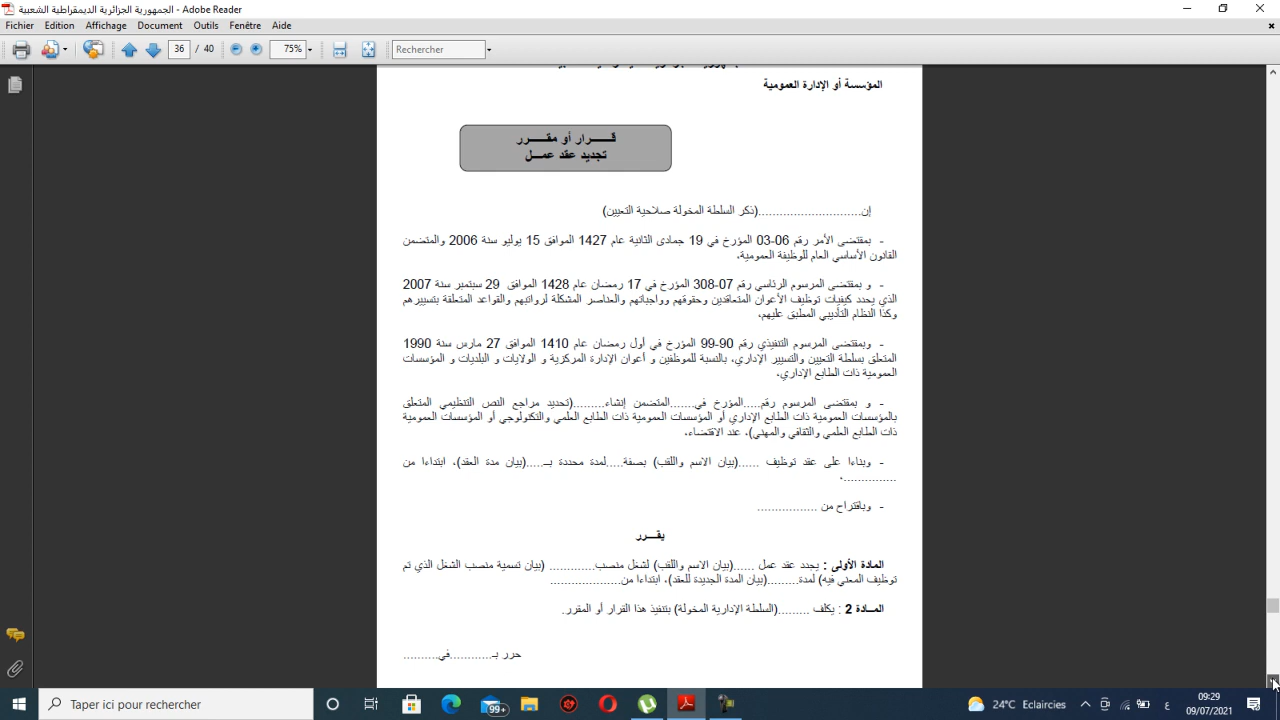 الجمهورية الجزائرية الديمقراطية الشعبية - Adobe Reader
Fichier Edition Affichage Document Outils Fenêtre Aide
36 / 40 75% Rechercher
المؤسسة أو الإدارة العمومية
قـــــرار أو مقـــــرر
تجديد عقد عمـــل
إن.............................(ذكر السلطة المخولة صلاحية التعيين)
- بمقتضى الأمر رقم 06-03 المؤرخ في 19 جمادى الثانية عام 1427 الموافق 15 يوليو سنة 2006 والمتضمن
القانون الأساسي العام للوظيفة العمومية،
- و بمقتضى المرسوم الرئاسي رقم 07-308 المؤرخ في 17 رمضان عام 1428 الموافق 29 سبتمبر سنة 2007
الذي يحدد كيفيات توظيف الأعوان المتعاقدين وحقوقهم وواجباتهم والعناصر المشكلة لرواتبهم والقواعد المتعلقة بتسييرهم
وكذا النظام التأديبي المطبق عليهم،
- وبمقتضى المرسوم التنفيذي رقم 90-99 المؤرخ في أول رمضان عام 1410 الموافق 27 مارس سنة 1990
المتعلق بسلطة التعيين والتسيير الإداري، بالنسبة للموظفين و أعوان الإدارة المركزية و الولايات و البلديات و المؤسسات
العمومية ذات الطابع الإداري،
- و بمقتضى المرسوم رقم.....المؤرخ في.......المتضمن إنشاء.........(تحديد مراجع النص التنظيمي المتعلق
بالمؤسسات العمومية ذات الطابع الإداري أو المؤسسات العمومية ذات الطابع العلمي والتكنولوجي أو المؤسسات العمومية
ذات الطابع العلمي والثقافي والمهني)، عند الاقتضاء،
- وبناءا على عقد توظيف ......(بيان الاسم واللقب) بصفة.....لمدة محددة بـ.....(بيان مدة العقد)، ابتداءا من
...............،
- وباقتراح من .................
يقـــرر
المادة الأولى : يجدد عقد عمل ......(بيان الاسم واللقب) لشغل منصب............. (بيان تسمية منصب الشغل الذي تم
توظيف المعني فيه) لمدة.........(بيان المدة الجديدة للعقد)، ابتداءا من....................
المـــادة 2 : يكلف .........(السلطة الإدارية المخولة) بتنفيذ هذا القرار أو المقرر.
حرر بـ............في..........
Taper ici pour rechercher
99+
24°C Eclaircies
ع
09:29
09/07/2021